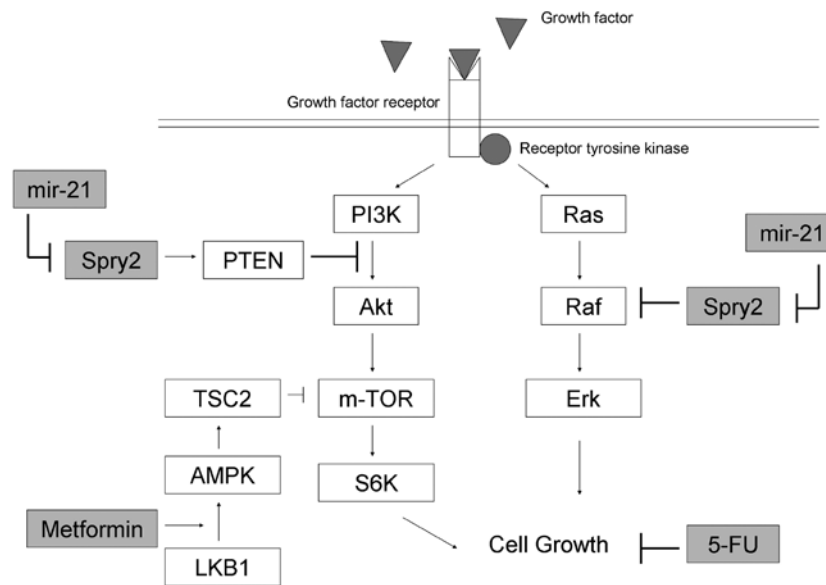 Growth factor
Growth factor receptor
Receptor tyrosine kinase
mir-21
PI3K
Ras
mir-21
Spry2
PTEN
Akt
Raf
Spry2
TSC2
m-TOR
Erk
AMPK
S6K
Metformin
Cell Growth
5-FU
LKB1